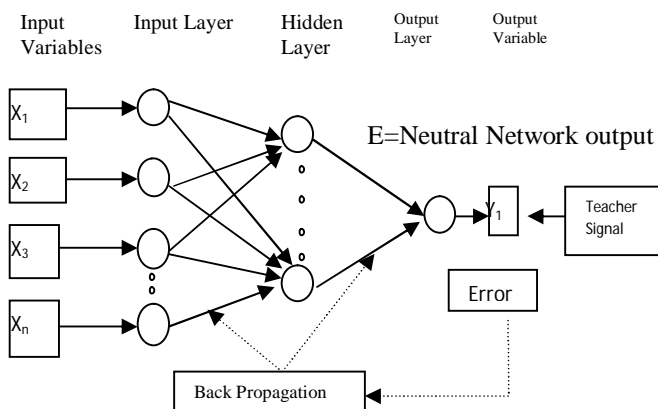 Input
Variables
Input Layer
Hidden
Layer
Output
Layer
Output
Variable
X1
E=Neutral Network output
X2
Y1
Teacher
Signal
X3
Error
Xn
Back Propagation